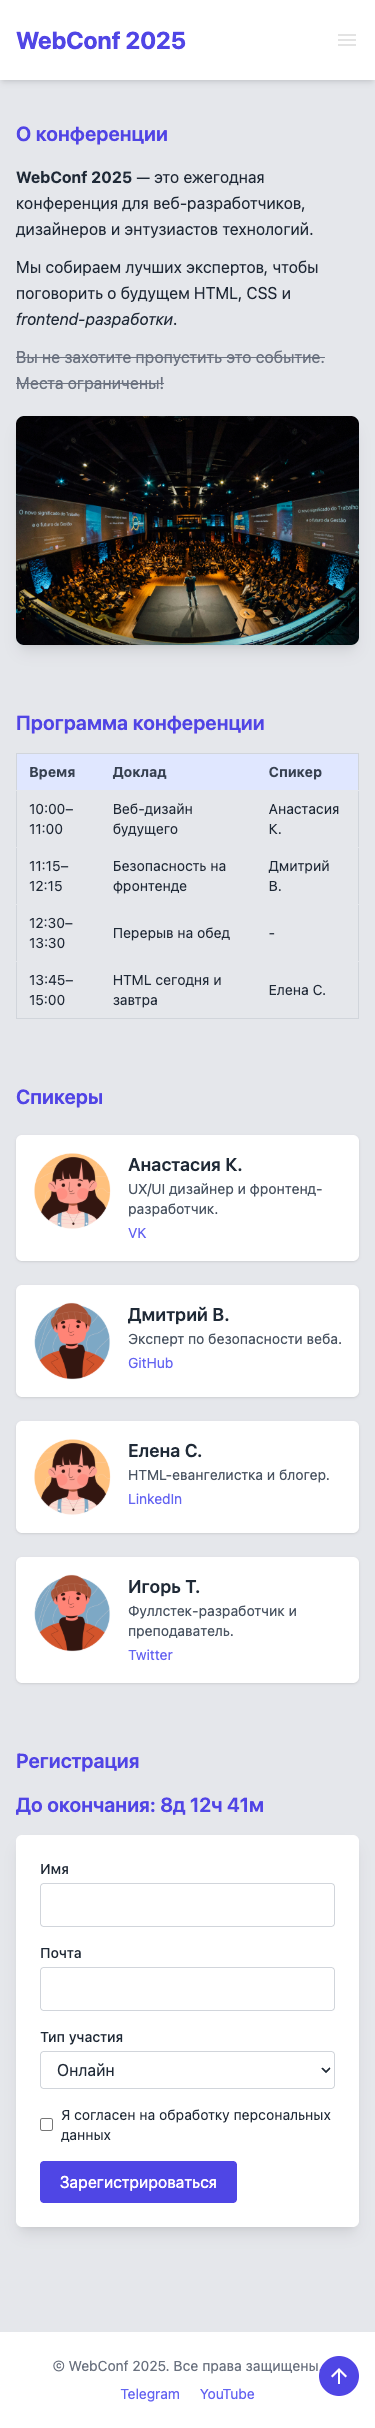 WebConf 2025
О конференции
WebConf 2025 — это ежегодная
конференция для веб-разработчиков,
дизайнеров и энтузиастов технологий.
Мы собираем лучших экспертов, чтобы
поговорить о будущем HTML, CSS и
frontend-разработки.
Вы не захотите пропустить это событие.
Места ограничены!
O novo significado do Trabalho
e o futuro da Gestão
O novo significado do Trabalho
e o Futuro da Gestão
Программа конференции
Время Доклад Спикер
10:00–11:00 Веб-дизайн будущего Анастасия К.
11:15–12:15 Безопасность на фронтенде Дмитрий В.
12:30–13:30 Перерыв на обед -
13:45–15:00 HTML сегодня и завтра Елена С.
Спикеры
Анастасия К.
UX/UI дизайнер и фронтенд-
разработчик.
VK
Дмитрий В.
Эксперт по безопасности веба.
GitHub
Елена С.
HTML-евангелистка и блогер.
LinkedIn
Игорь Т.
Фуллстек-разработчик и
преподаватель.
Twitter
Регистрация
До окончания: 8д 12ч 41м
Имя
Почта
Тип участия
Онлайн
Я согласен на обработку персональных
данных
Зарегистрироваться
© WebConf 2025. Все права защищены
Telegram YouTube